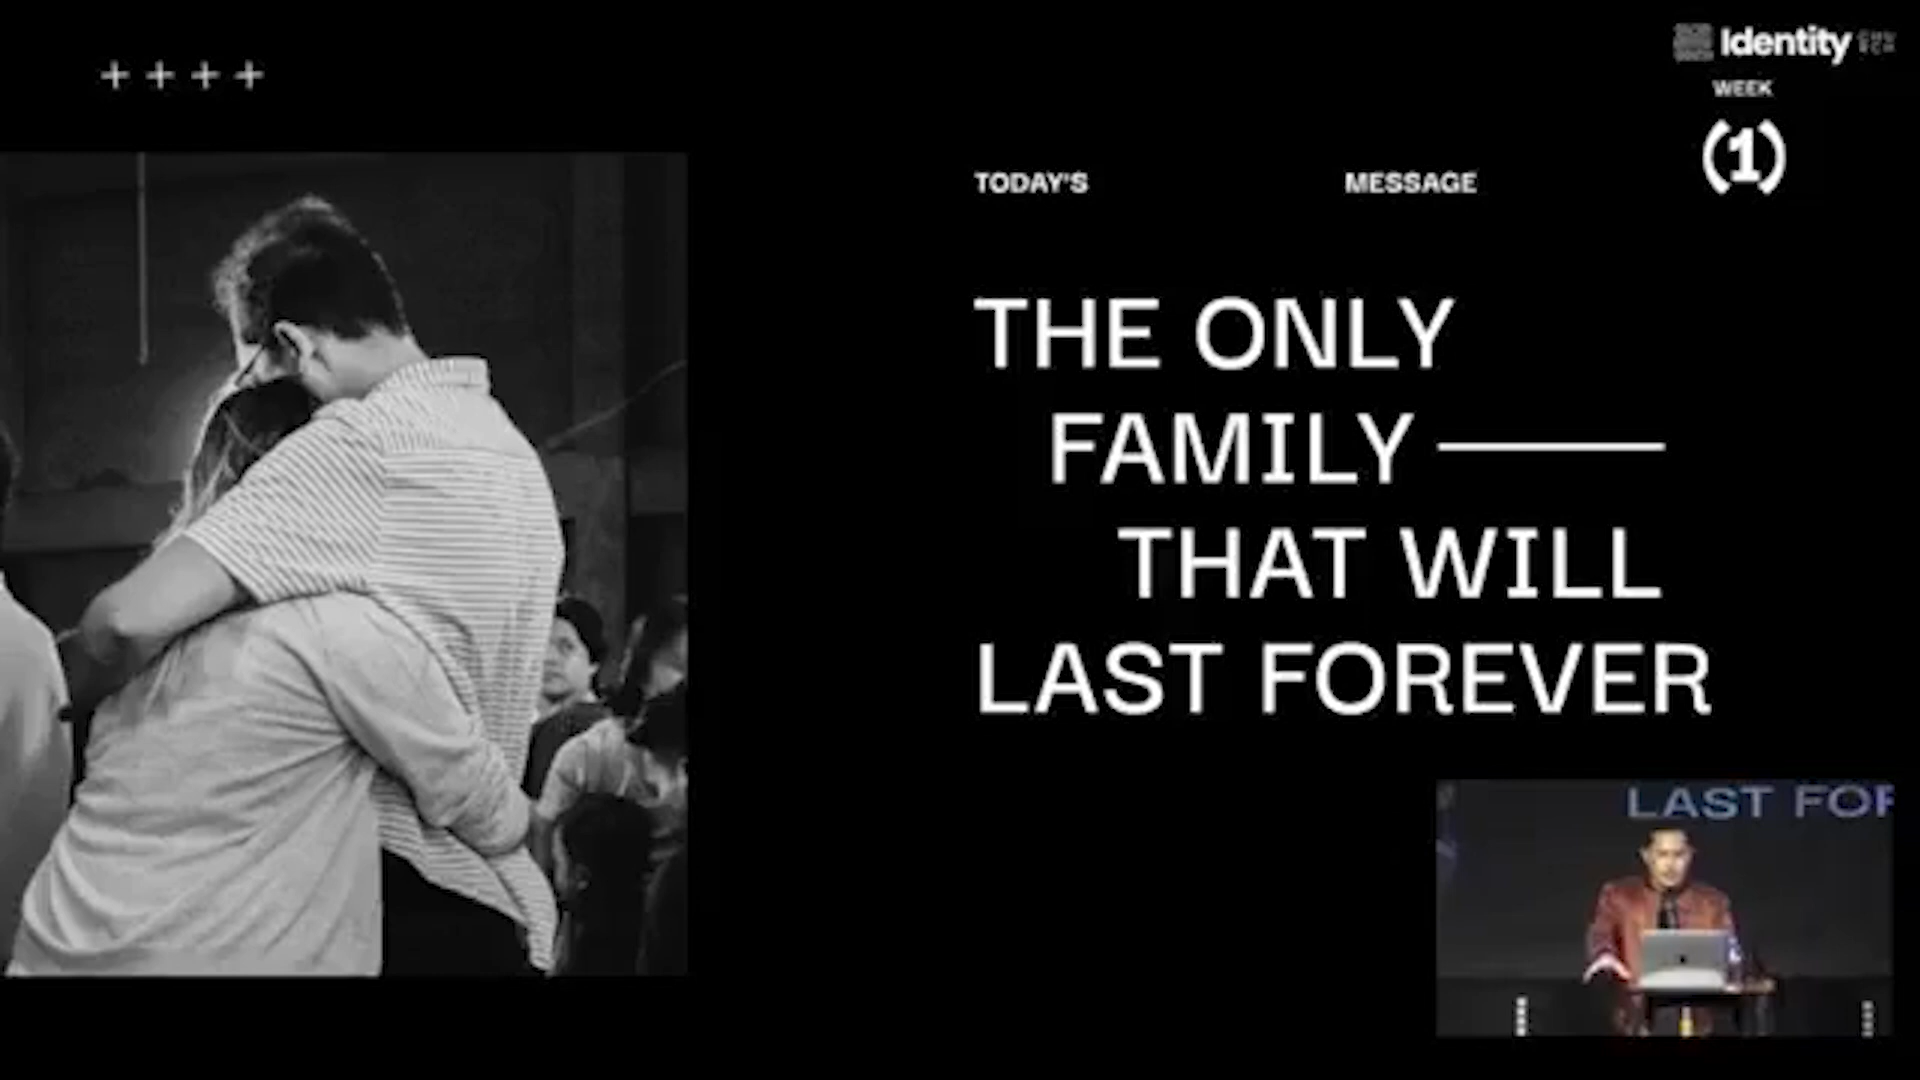 ++++
Identity
WEEK
(1)
TODAY'S MESSAGE
THE ONLY
FAMILY
THAT WILL
LAST FOREVER
LAST FOR